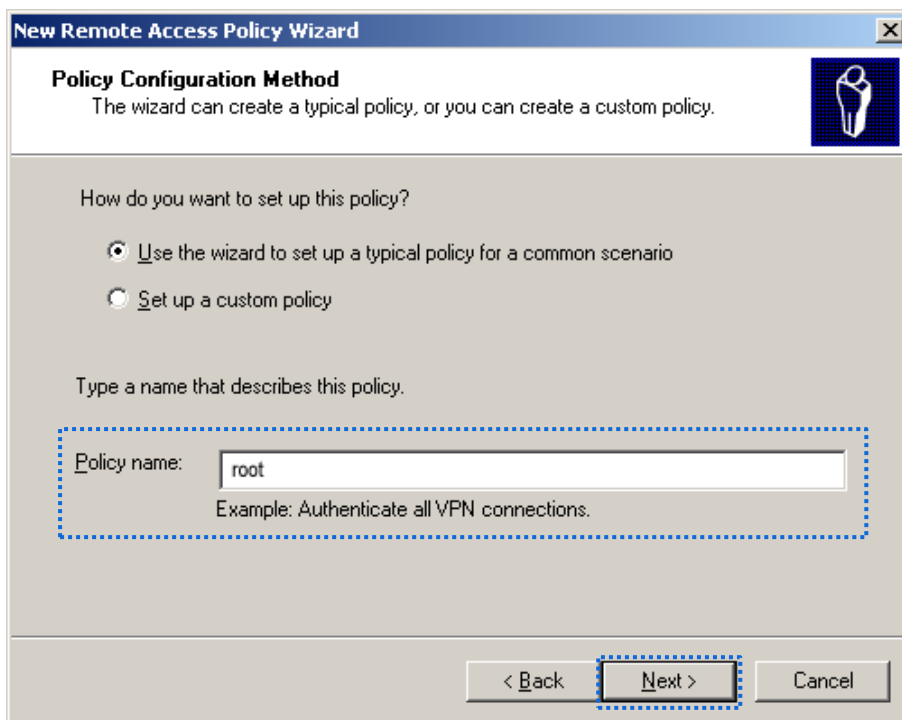 New Remote Access Policy Wizard
Policy Configuration Method
The wizard can create a typical policy, or you can create a custom policy.
How do you want to set up this policy?
Use the wizard to set up a typical policy for a common scenario
Set up a custom policy
Type a name that describes this policy.
Policy name: root
Example: Authenticate all VPN connections.
< Back Next > Cancel